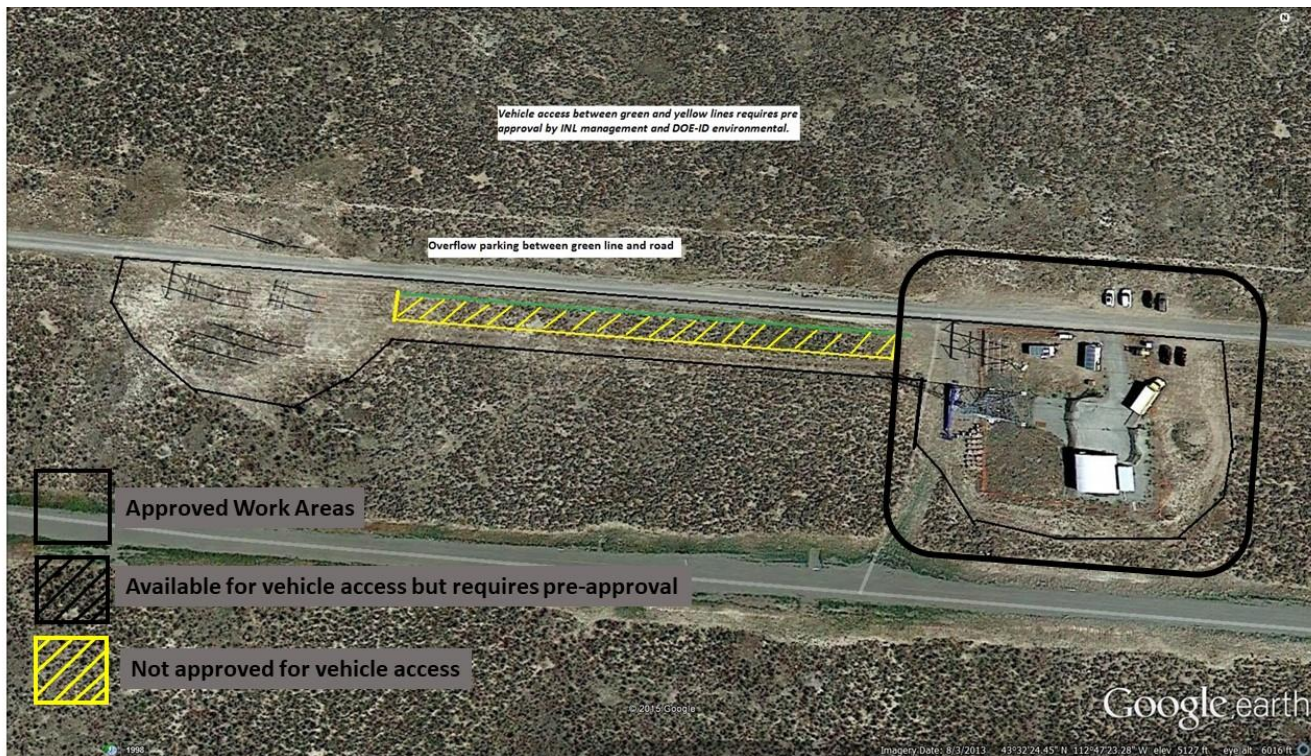 N
Vehicle access between green and yellow lines requires pre
approval by INL management and DOE-ID environmental.
Overflow parking between green line and road
Approved Work Areas
Available for vehicle access but requires pre-approval
Not approved for vehicle access
© 2016 Google
Google earth
1998
Imagery Date: 8/3/2013 43°32'24.45" N 112°47'23.28" W elev 5127 ft eye alt 6016 ft